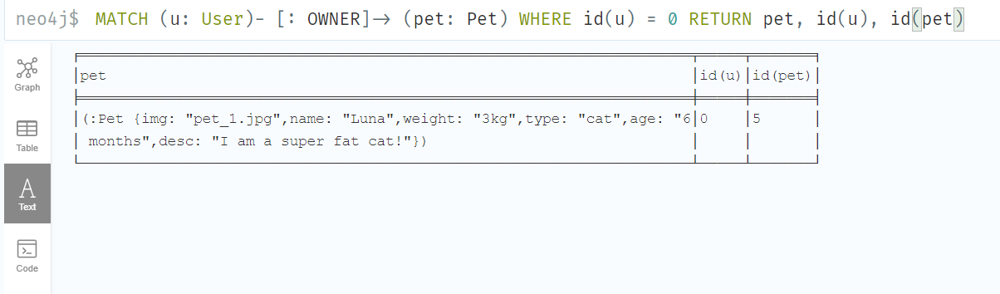 neo4j$ MATCH (u: User)- [: OWNER]→ (pet: Pet) WHERE id(u) = 0 RETURN pet, id(u), id(pet)
Graph
Table
Text
Code
pet id(u) id(pet)
(:Pet {img: "pet_1.jpg",name: "Luna",weight: "3kg",type: "cat",age: "6 0 5
months",desc: "I am a super fat cat!"})